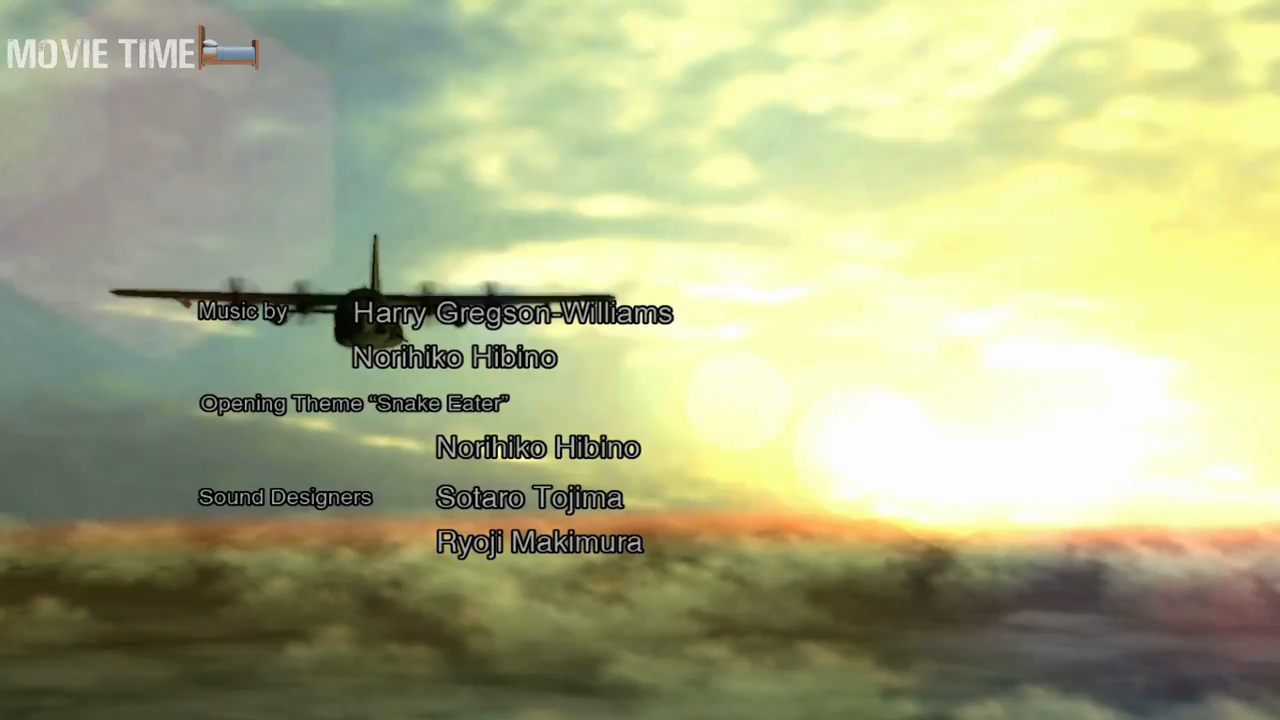 MOVIE TIME
Music by Harry Gregson-Williams
Norihiko Hibino
Opening Theme “Snake Eater”
Norihiko Hibino
Sound Designers Sotaro Tojima
Ryoji Makimura